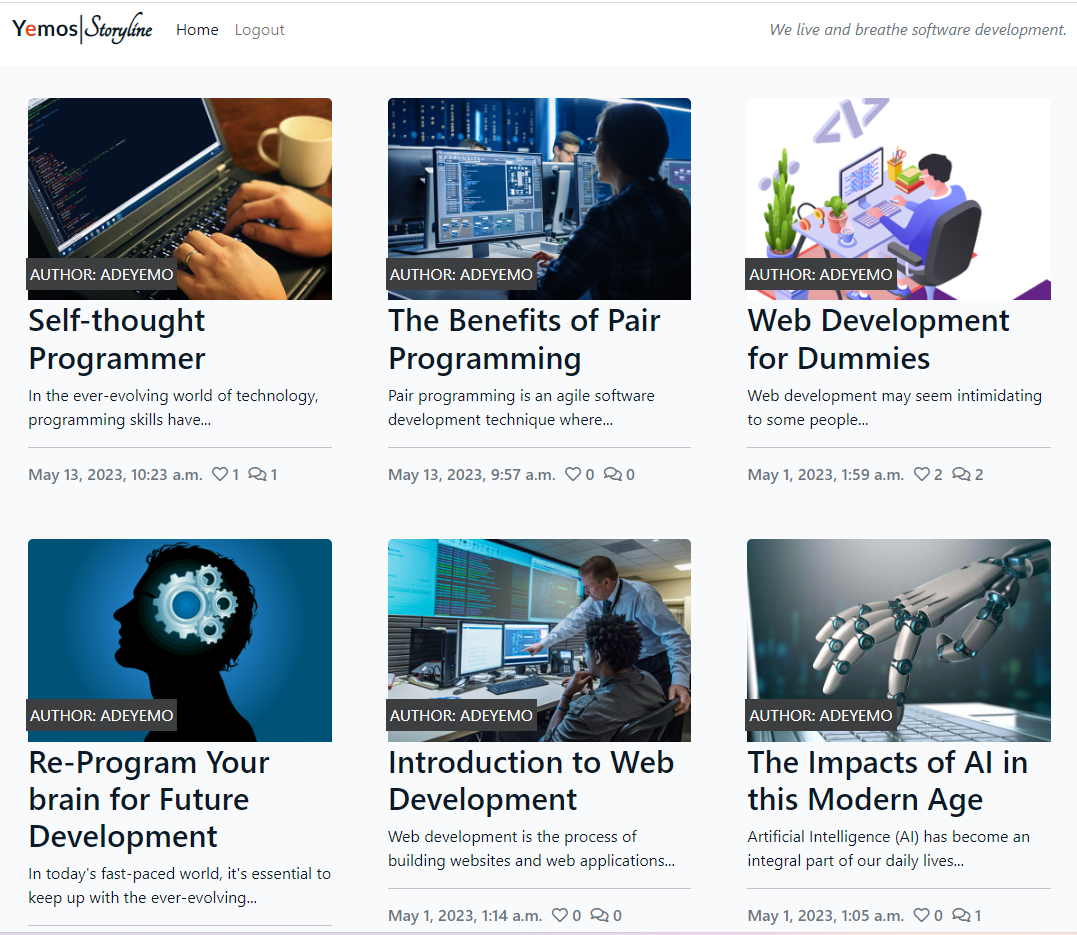 Yemos|Storyline Home Logout We live and breathe software development.
AUTHOR: ADEYEMO
Self-thought
Programmer
In the ever-evolving world of technology,
programming skills have...
May 13, 2023, 10:23 a.m. 1 1
AUTHOR: ADEYEMO
The Benefits of Pair
Programming
Pair programming is an agile software
development technique where...
May 13, 2023, 9:57 a.m. 0 0
AUTHOR: ADEYEMO
Web Development
for Dummies
Web development may seem intimidating
to some people...
May 1, 2023, 1:59 a.m. 2 2
AUTHOR: ADEYEMO
Re-Program Your
brain for Future
Development
In today's fast-paced world, it's essential to
keep up with the ever-evolving...
AUTHOR: ADEYEMO
Introduction to Web
Development
Web development is the process of
building websites and web applications...
May 1, 2023, 1:14 a.m. 0 0
AUTHOR: ADEYEMO
The Impacts of AI in
this Modern Age
Artificial Intelligence (AI) has become an
integral part of our daily lives...
May 1, 2023, 1:05 a.m. 0 1